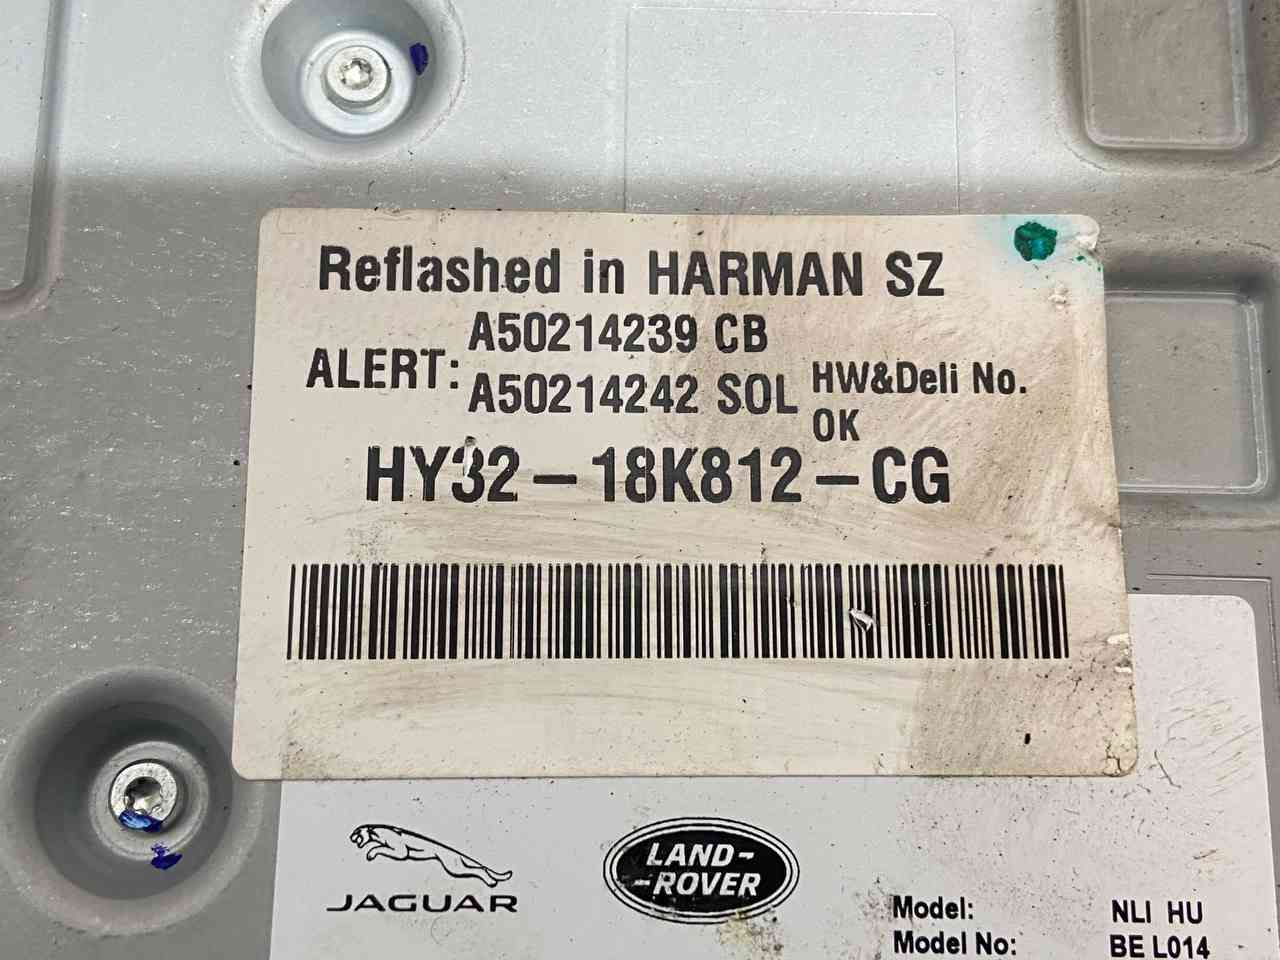 Reflashed in HARMAN SZ
ALERT: A50214239 CB
A50214242 SOL HW&Deli No.
OK
HY32-18K812-CG
JAGUAR
LAND-
-ROVER
Model: NLI HU
Model No: BE L014